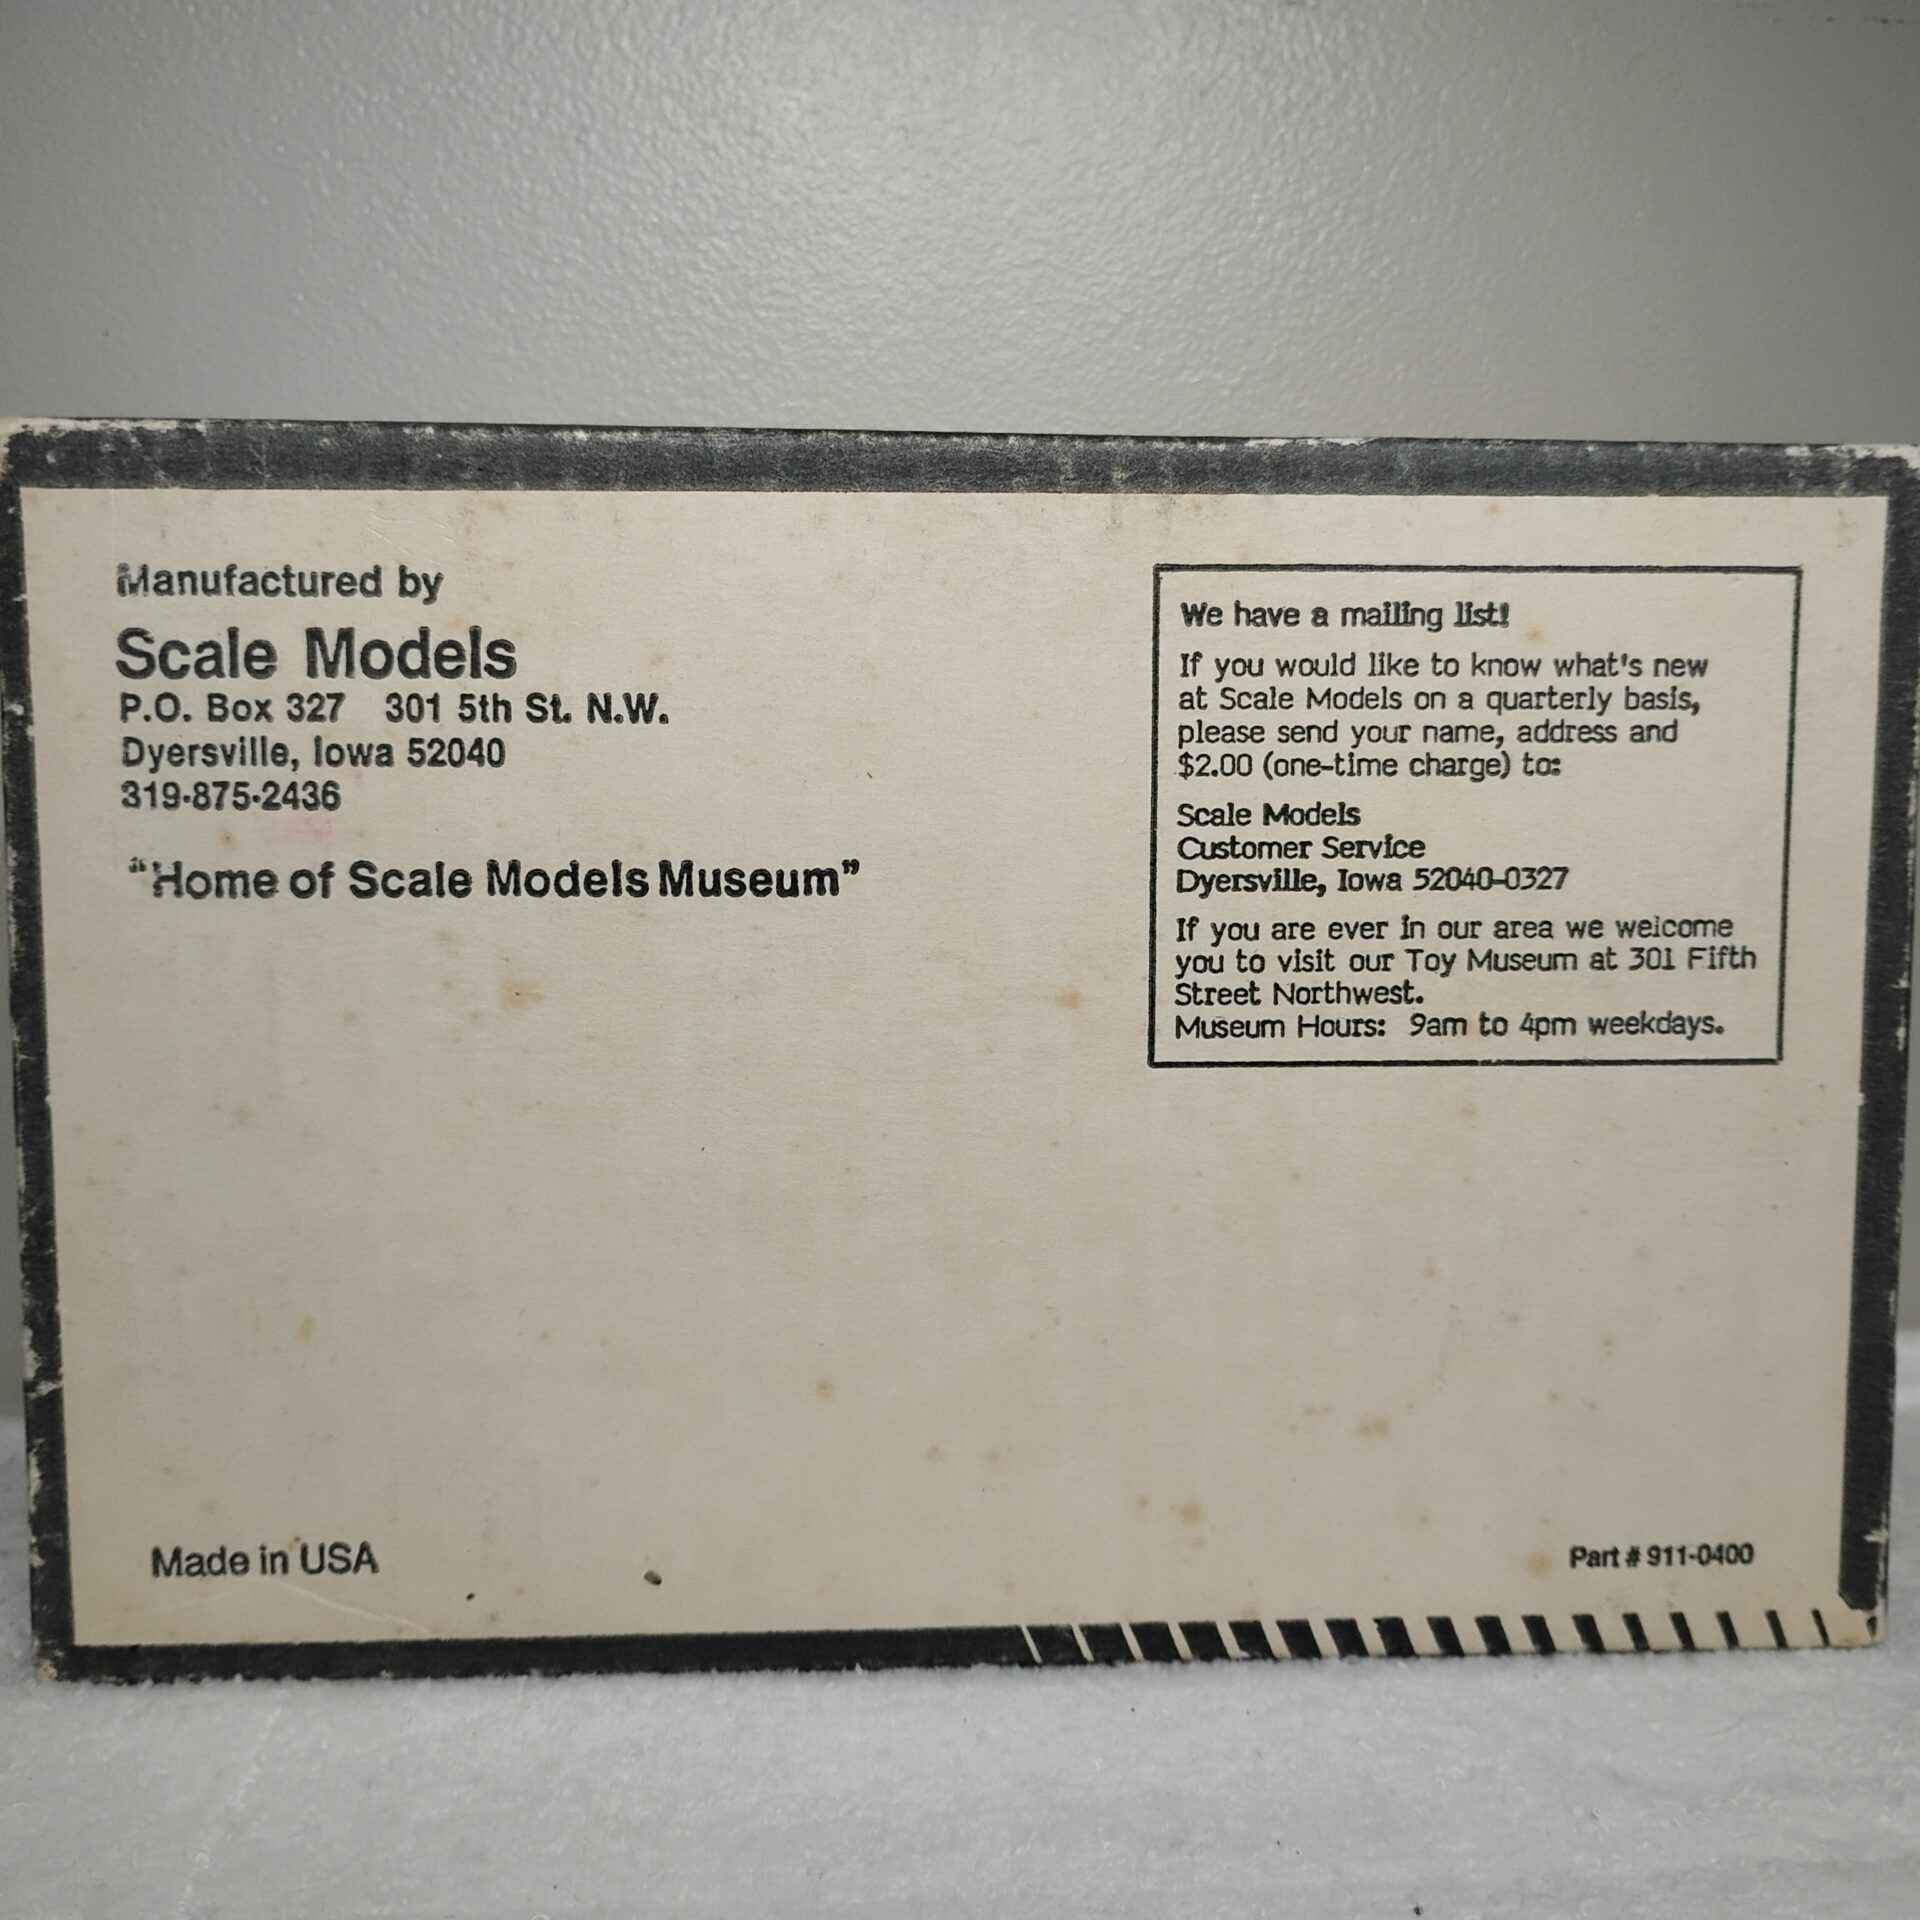 Manufactured by
Scale Models
P.O. Box 327 301 5th St. N.W.
Dyersville, Iowa 52040
319-875-2436
"Home of Scale Models Museum"
We have a mailing list!
If you would like to know what's new
at Scale Models on a quarterly basis,
please send your name, address and
$2.00 (one-time charge) to:
Scale Models
Customer Service
Dyersville, Iowa 52040-0327
If you are ever in our area we welcome
you to visit our Toy Museum at 301 Fifth
Street Northwest.
Museum Hours: 9am to 4pm weekdays.
Made in USA
Part # 911-0400